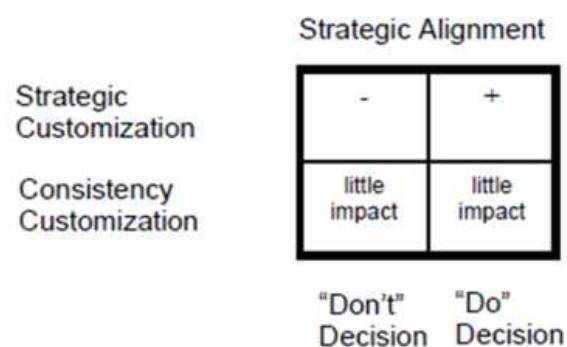 Strategic Alignment
Strategic
Customization
-
+
Consistency
Customization
little
impact
little
impact
“Don’t”
Decision
“Do”
Decision